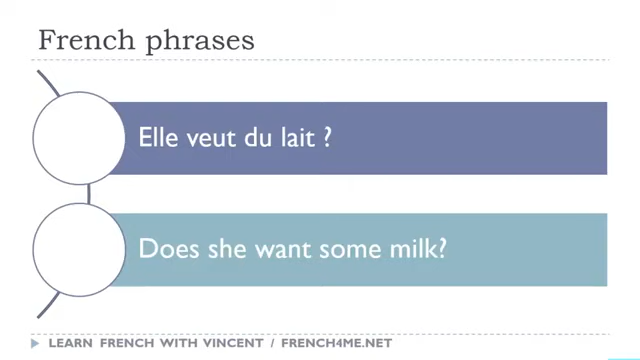 French phrases
Elle veut du lait ?
Does she want some milk?
LEARN FRENCH WITH VINCENT / FRENCH4ME.NET